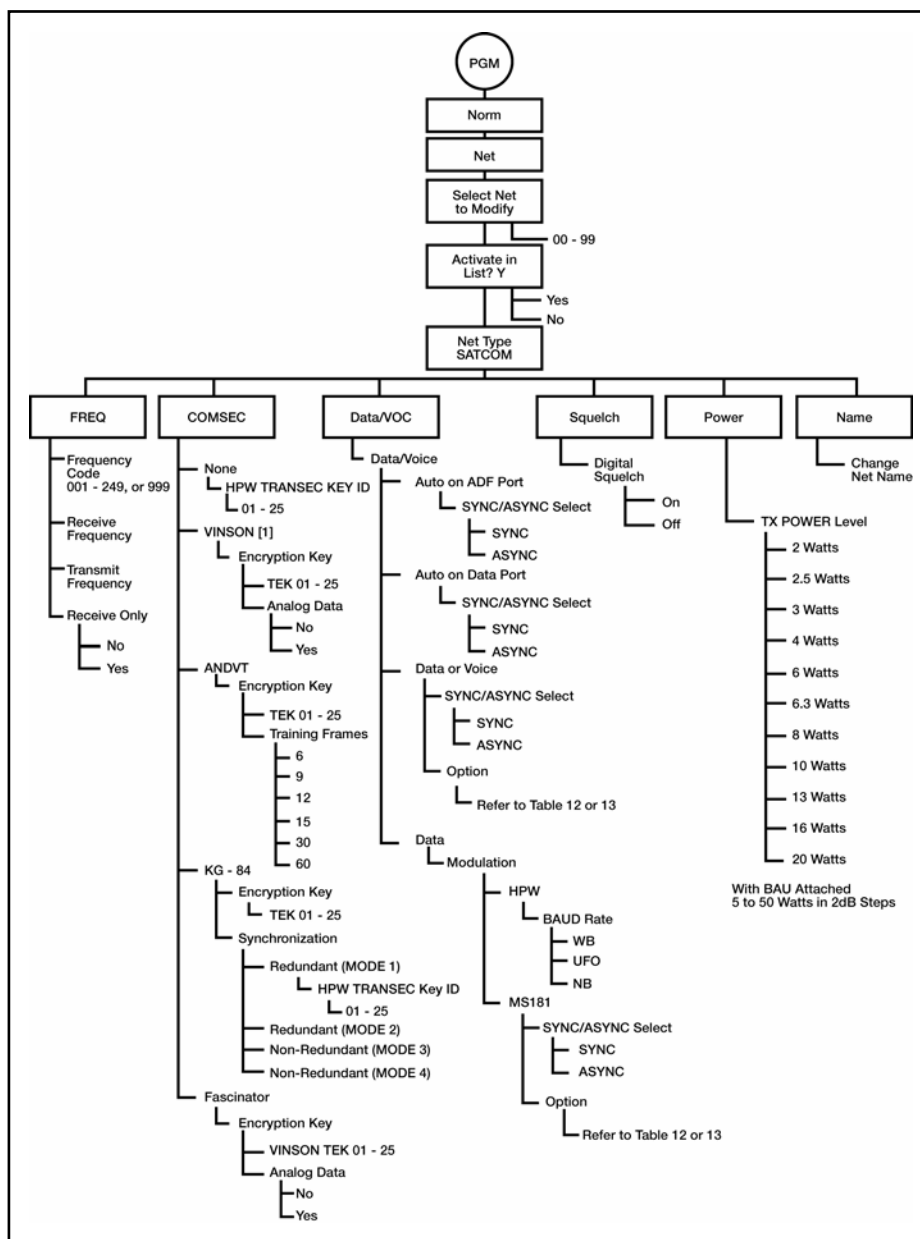 PGM
Norm
Net
Select Net
to Modify
00 - 99
Activate in
List? Y
Yes
No
Net Type
SATCOM
FREQ
Frequency
Code
001 - 249, or 999
Receive
Frequency
Transmit
Frequency
Receive Only
No
Yes
COMSEC
None
HPW TRANSEC KEY ID
01 - 25
VINSON [1]
Encryption Key
TEK 01 - 25
Analog Data
No
Yes
ANDVT
Encryption Key
TEK 01 - 25
Training Frames
6
9
12
15
30
60
KG - 84
Encryption Key
TEK 01 - 25
Synchronization
Redundant (MODE 1)
HPW TRANSEC Key ID
01 - 25
Redundant (MODE 2)
Non-Redundant (MODE 3)
Non-Redundant (MODE 4)
Fascinator
Encryption Key
VINSON TEK 01 - 25
Analog Data
No
Yes
Data/VOC
Data/Voice
Auto on ADF Port
SYNC/ASYNC Select
SYNC
ASYNC
Auto on Data Port
SYNC/ASYNC Select
SYNC
ASYNC
Data or Voice
SYNC/ASYNC Select
SYNC
ASYNC
Option
Refer to Table 12 or 13
Data
Modulation
HPW
BAUD Rate
WB
UFO
NB
MS181
SYNC/ASYNC Select
SYNC
ASYNC
Option
Refer to Table 12 or 13
Squelch
Digital
Squelch
On
Off
Power
TX POWER Level
2 Watts
2.5 Watts
3 Watts
4 Watts
6 Watts
6.3 Watts
8 Watts
10 Watts
13 Watts
16 Watts
20 Watts
With BAU Attached
5 to 50 Watts in 2dB Steps
Name
Change
Net Name